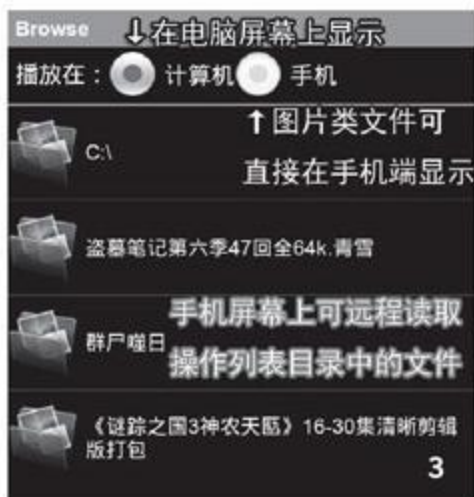 Browse ↓在电脑屏幕上显示
播放在: 计算机 手机
↑图片类文件可
C:\
直接在手机端显示
盗墓笔记第六季47回全64k.青雪
手机屏幕上可远程读取
群尸噬日
操作列表目录中的文件
《谜踪之国3神农天匦》16-30集清晰剪辑
版打包
3